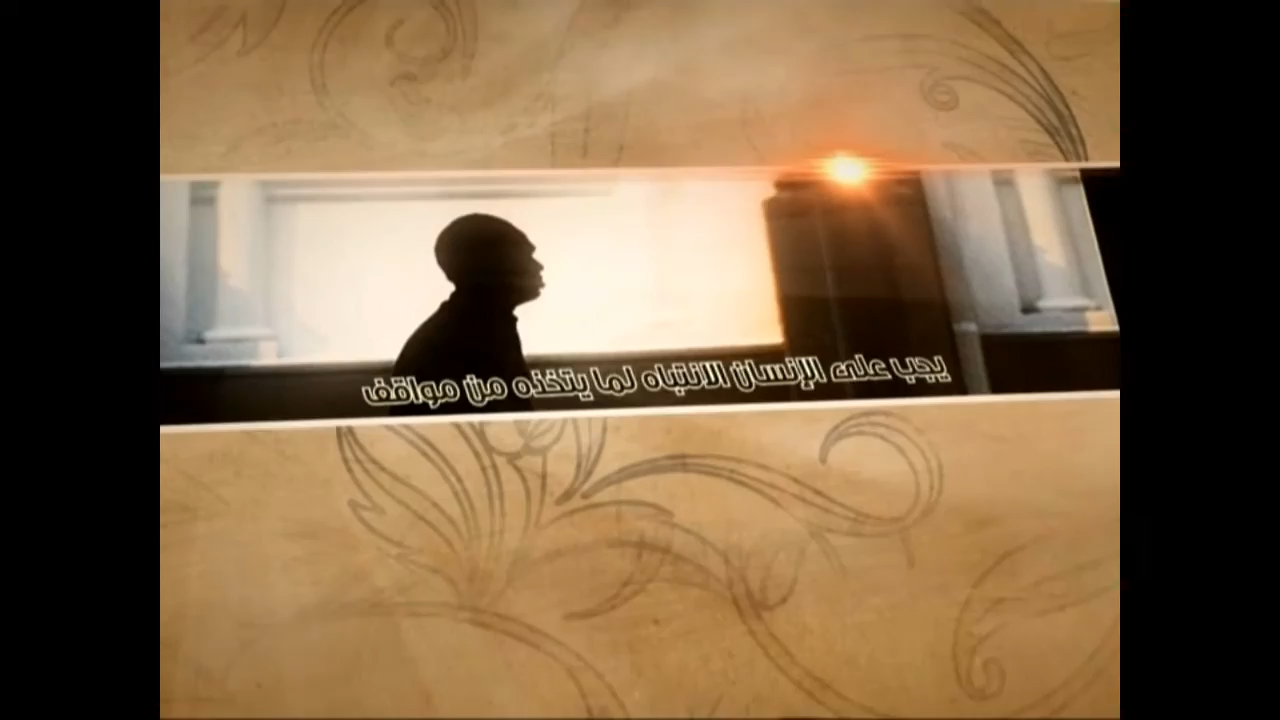 يجب على الإنسان الانتباه لما يتخذه من مواقف